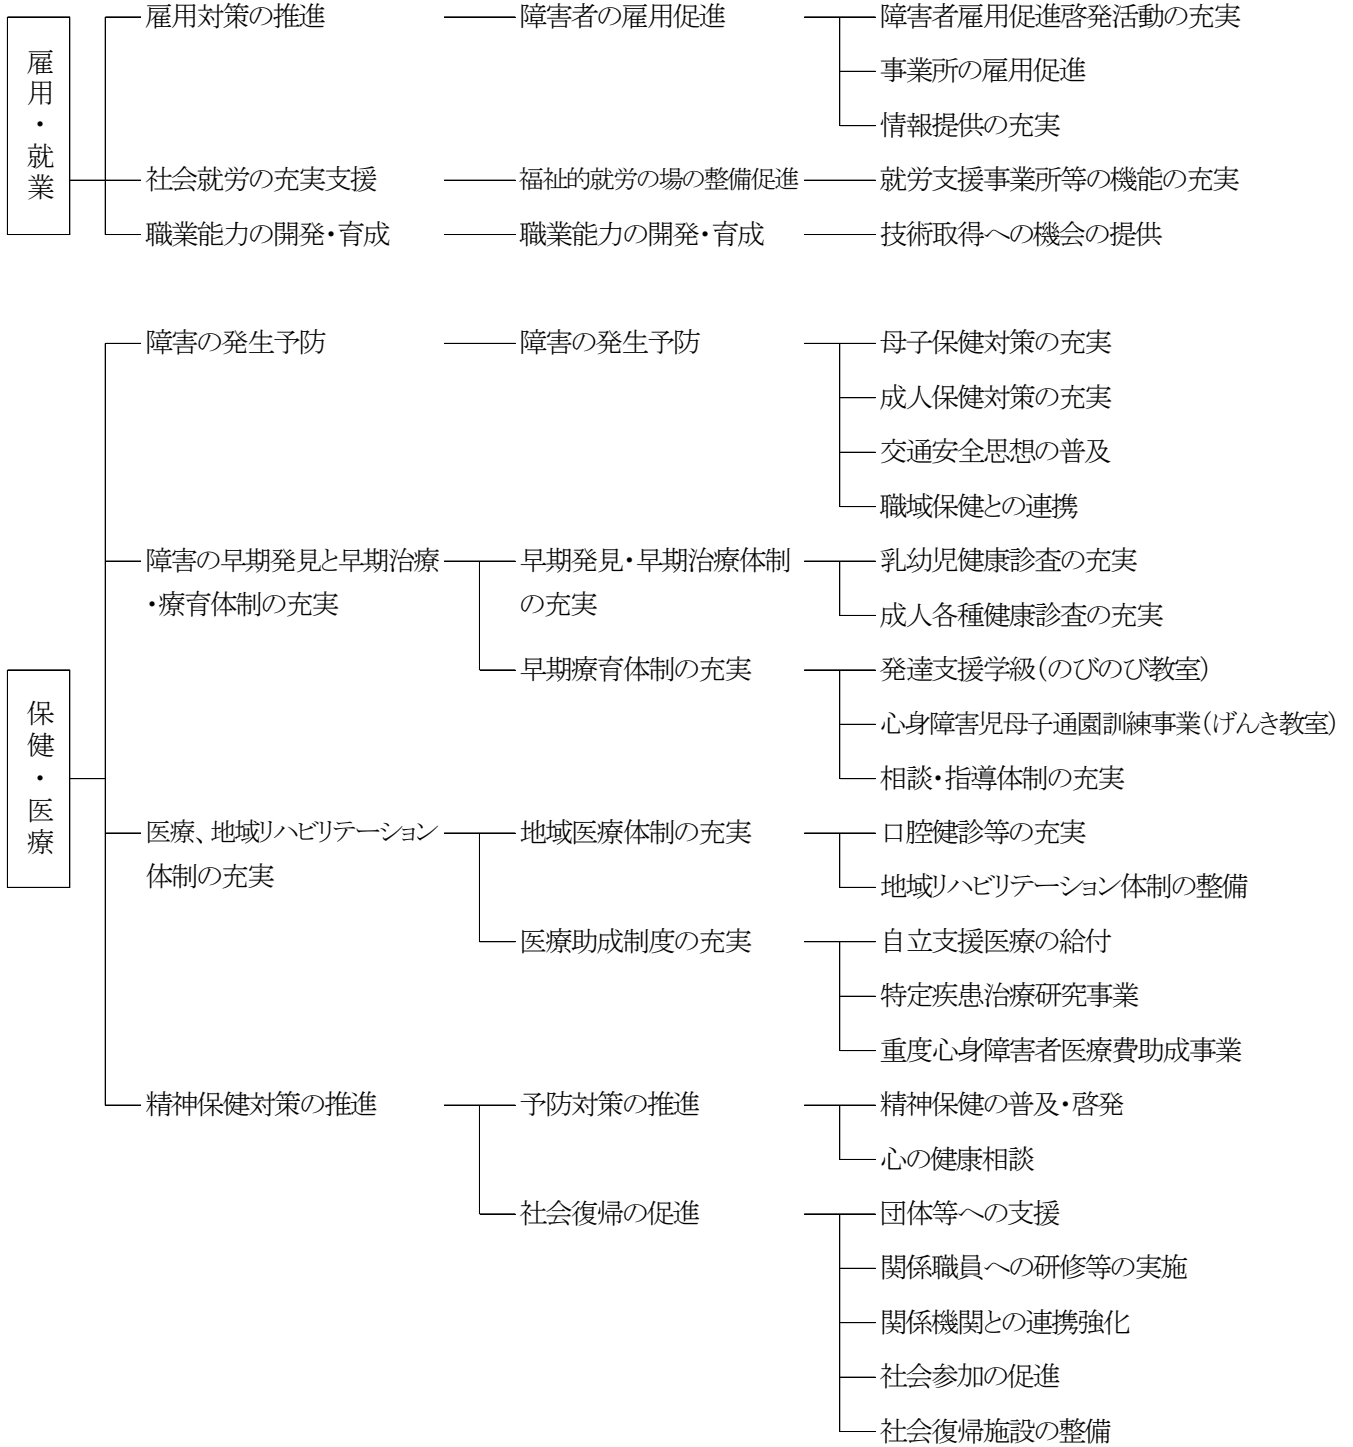 雇用・就業
雇用対策の推進
障害者の雇用促進
障害者雇用促進啓発活動の充実
事業所の雇用促進
情報提供の充実
社会就労の充実支援
福祉的就労の場の整備促進
就労支援事業所等の機能の充実
職業能力の開発・育成
職業能力の開発・育成
技術取得への機会の提供
保健・医療
障害の発生予防
障害の発生予防
母子保健対策の充実
成人保健対策の充実
交通安全思想の普及
職域保健との連携
障害の早期発見と早期治療
・療育体制の充実
早期発見・早期治療体制
の充実
乳幼児健康診査の充実
成人各種健康診査の充実
早期療育体制の充実
発達支援学級(のびのび教室)
心身障害児母子通園訓練事業(げんき教室)
相談・指導体制の充実
医療、地域リハビリテーション
体制の充実
地域医療体制の充実
口腔健診等の充実
地域リハビリテーション体制の整備
医療助成制度の充実
自立支援医療の給付
特定疾患治療研究事業
重度心身障害者医療費助成事業
精神保健対策の推進
予防対策の推進
精神保健の普及・啓発
心の健康相談
社会復帰の促進
団体等への支援
関係職員への研修等の実施
関係機関との連携強化
社会参加の促進
社会復帰施設の整備